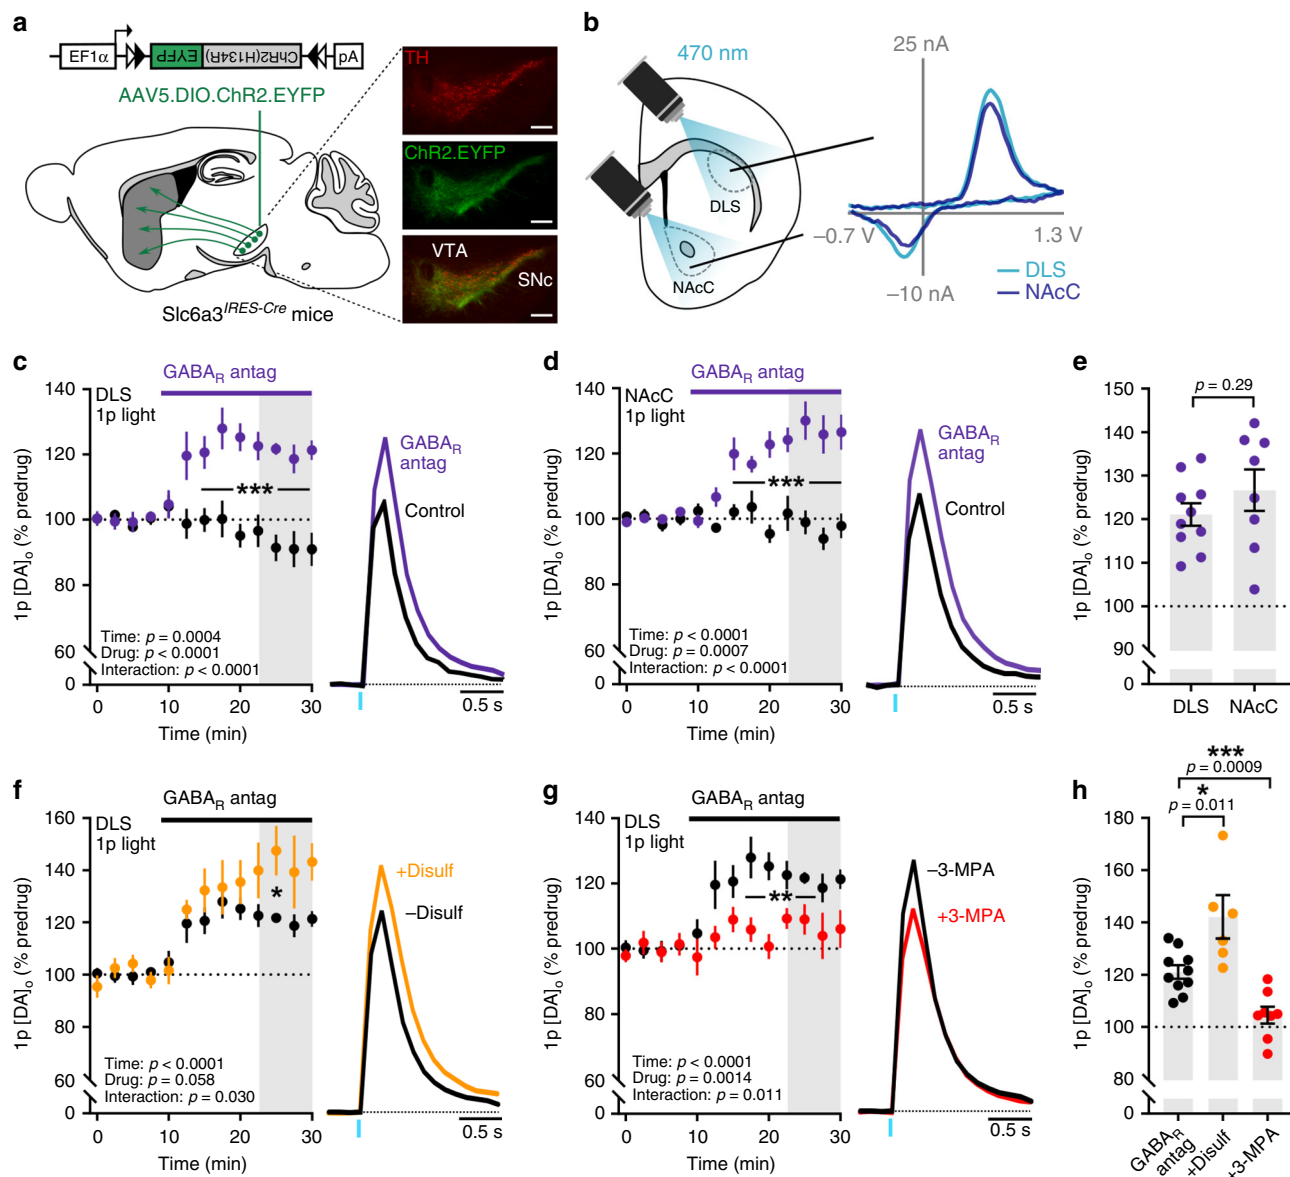 a
EF1α
EYFP
ChR2(H134R)
pA
AAV5.DIO.ChR2.EYFP
TH
ChR2.EYFP
VTA
SNc
Slc6a3IRES-Cre mice
b
470 nm
DLS
NAcC
25 nA
–0.7 V
1.3 V
–10 nA
DLS
NAcC
c
GABAR antag
DLS
1p light
1p [DA]o (% predrug)
140
120
100
80
60
0
***
GABAR
antag
Control
Time: p = 0.0004
Drug: p < 0.0001
Interaction: p < 0.0001
0.5 s
0 10 20 30
Time (min)
d
GABAR antag
NAcC
1p light
1p [DA]o (% predrug)
140
120
100
80
60
0
***
GABAR
antag
Control
Time: p < 0.0001
Drug: p = 0.0007
Interaction: p < 0.0001
0.5 s
0 10 20 30
Time (min)
e
1p [DA]o (% predrug)
150
140
130
120
110
100
90
0
p = 0.29
DLS NAcC
f
GABAR antag
DLS
1p light
1p [DA]o (% predrug)
160
140
120
100
80
60
0
*
+Disulf
–Disulf
Time: p < 0.0001
Drug: p = 0.058
Interaction: p = 0.030
0.5 s
0 10 20 30
Time (min)
g
GABAR antag
DLS
1p light
1p [DA]o (% predrug)
140
120
100
80
60
0
**
–3-MPA
+3-MPA
Time: p < 0.0001
Drug: p = 0.0014
Interaction: p = 0.011
0.5 s
0 10 20 30
Time (min)
h
***
p = 0.0009
*
p = 0.011
1p [DA]o (% predrug)
180
160
140
120
100
80
0
GABAR
antag
+Disulf
+3-MPA